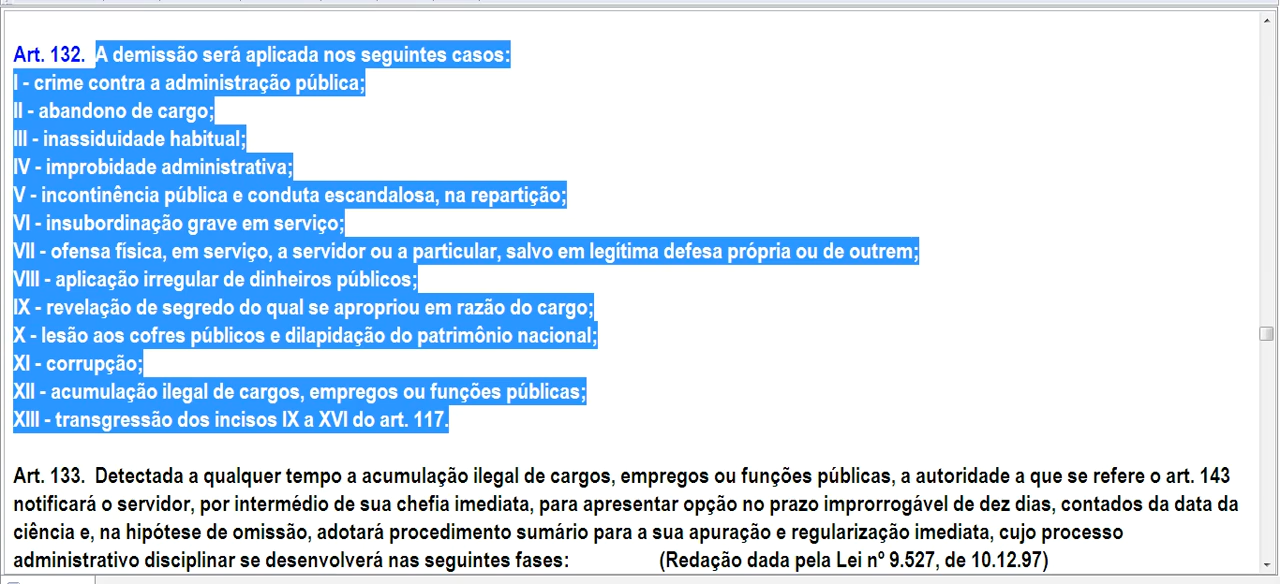 Art. 132. A demissão será aplicada nos seguintes casos:
I - crime contra a administração pública;
II - abandono de cargo;
III - inassiduidade habitual;
IV - improbidade administrativa;
V - incontinência pública e conduta escandalosa, na repartição;
VI - insubordinação grave em serviço;
VII - ofensa física, em serviço, a servidor ou a particular, salvo em legítima defesa própria ou de outrem;
VIII - aplicação irregular de dinheiros públicos;
IX - revelação de segredo do qual se apropriou em razão do cargo;
X - lesão aos cofres públicos e dilapidação do patrimônio nacional;
XI - corrupção;
XII - acumulação ilegal de cargos, empregos ou funções públicas;
XIII - transgressão dos incisos IX a XVI do art. 117.
Art. 133. Detectada a qualquer tempo a acumulação ilegal de cargos, empregos ou funções públicas, a autoridade a que se refere o art. 143
notificará o servidor, por intermédio de sua chefia imediata, para apresentar opção no prazo improrrogável de dez dias, contados da data da
ciência e, na hipótese de omissão, adotará procedimento sumário para a sua apuração e regularização imediata, cujo processo
administrativo disciplinar se desenvolverá nas seguintes fases: (Redação dada pela Lei nº 9.527, de 10.12.97)